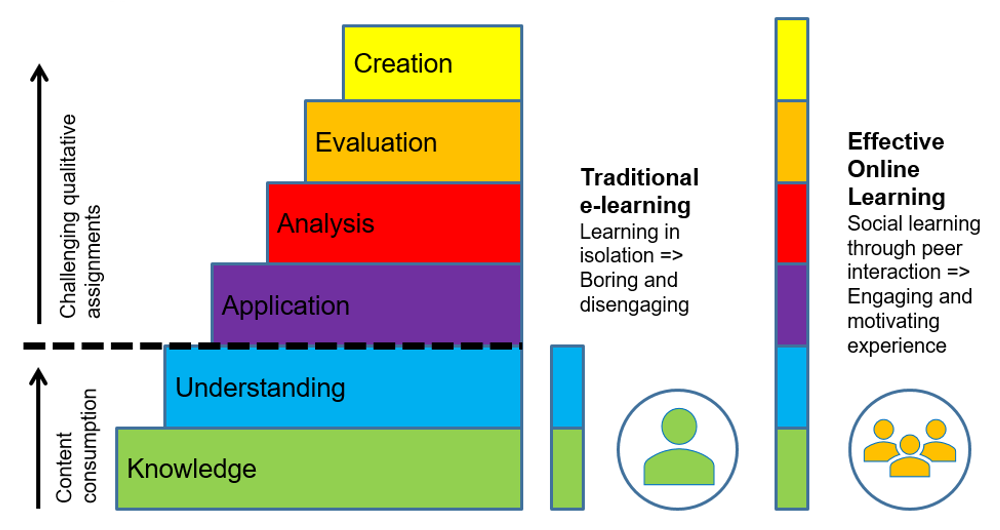 Challenging qualitative
assignments
Content
consumption
Creation
Evaluation
Analysis
Application
Understanding
Knowledge
Traditional
e-learning
Learning in
isolation =>
Boring and
disengaging
Effective
Online
Learning
Social learning
through peer
interaction =>
Engaging and
motivating
experience